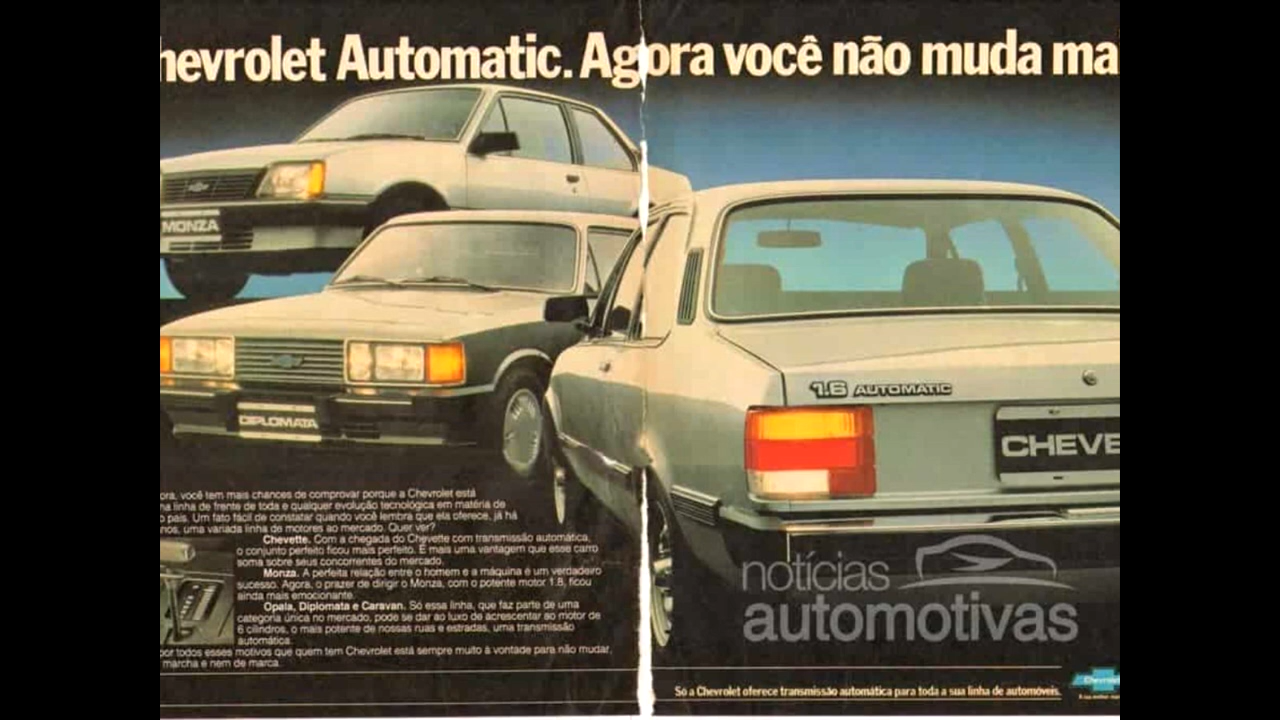 hevrolet Automatic. Agora você não muda ma
MONZA
DIPLOMATA
1.6 AUTOMATIC
CHEVE
ora, você tem mais chances de comprovar porque a Chevrolet está
na linha de frente de toda e qualquer evolução tecnológica em matéria de
o país. Um fato fácil de constatar quando você lembra que ela oferece, já há
nos, uma variada linha de motores ao mercado. Quer ver?
Chevette. Com a chegada do Chevette com transmissão automática,
o conjunto perfeito ficou mais perfeito. É mais uma vantagem que esse carro
soma sobre seus concorrentes do mercado.
Monza. A perfeita relação entre o homem e a máquina é um verdadeiro
sucesso. Agora, o prazer de dirigir o Monza, com o potente motor 1.8, ficou
ainda mais emocionante.
Opala, Diplomata e Caravan. Só essa linha, que faz parte de uma
categoria única no mercado, pode se dar ao luxo de acrescentar ao motor de
6 cilindros, o mais potente de nossas ruas e estradas, uma transmissão
automática.
por todos esses motivos que quem tem Chevrolet está sempre muito à vontade para não mudar,
marcha e nem de marca.
notícias
automotivas
Só a Chevrolet oferece transmissão automática para toda a sua linha de automóveis.
Chevrolet